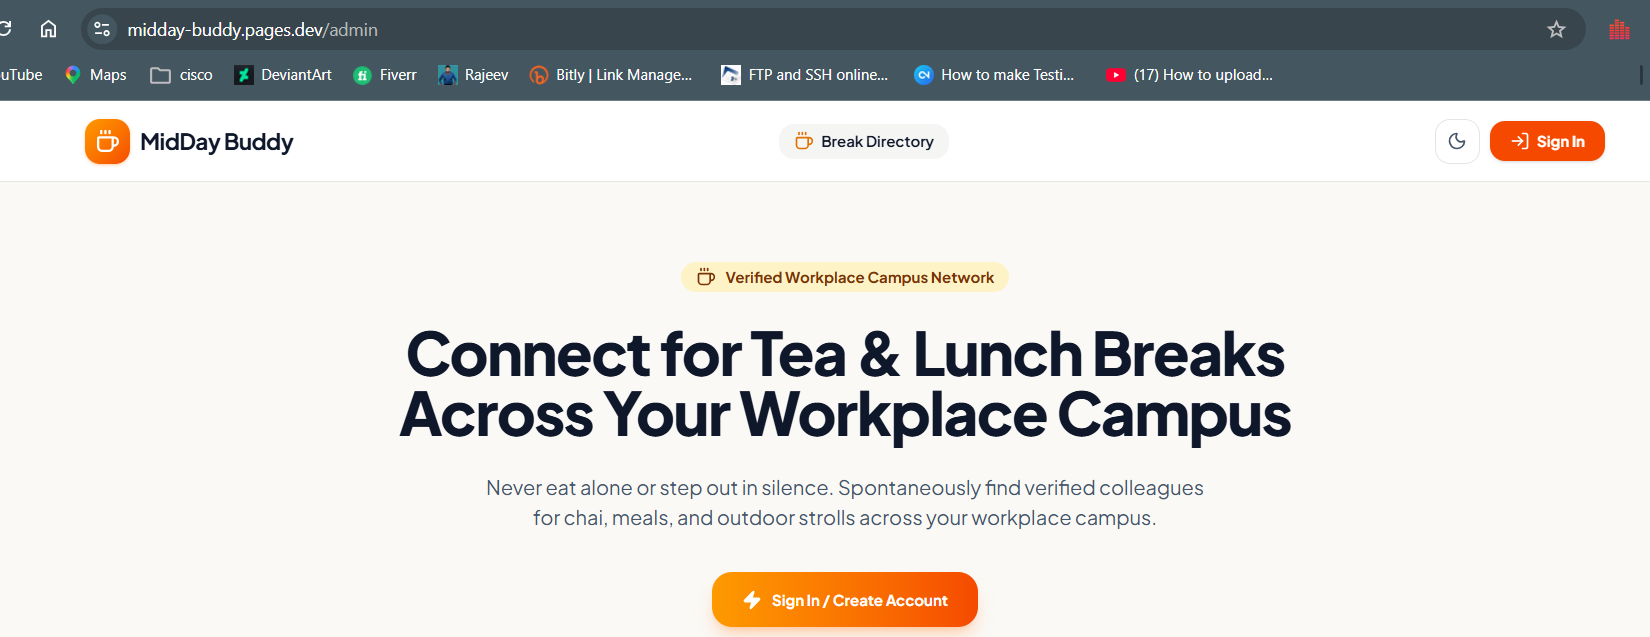 midday-buddy.pages.dev/admin
uTube
Maps
cisco
DeviantArt
Fiverr
Rajeev
Bitly | Link Manage...
FTP and SSH online...
How to make Testi...
(17) How to upload...
MidDay Buddy
Break Directory
Sign In
Verified Workplace Campus Network
Connect for Tea & Lunch Breaks
Across Your Workplace Campus
Never eat alone or step out in silence. Spontaneously find verified colleagues
for chai, meals, and outdoor strolls across your workplace campus.
Sign In / Create Account